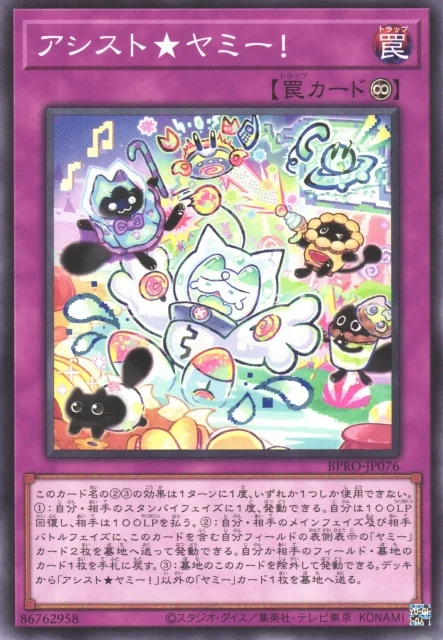 アシスト★ヤミー！
トラップ
罠
【罠カード】
BPRO-JP076
このカード名の②③の効果は１ターンに１度、いずれか１つしか使用できない。
①：自分・相手のスタンバイフェイズに１度、発動できる。自分は１００LP
回復し、相手は１００LPを払う。②：自分・相手のメインフェイズ及び相手
バトルフェイズに、このカードを含む自分フィールドの表側表示の「ヤミー」
カード２枚を墓地へ送って発動できる。自分か相手のフィールド・墓地の
カード１枚を手札に戻す。③：墓地のこのカードを除外して発動できる。デッキ
から「アシスト★ヤミー！」以外の「ヤミー」カード１枚を墓地へ送る。
86762958
©スタジオ・ダイス/集英社・テレビ東京・KONAMI